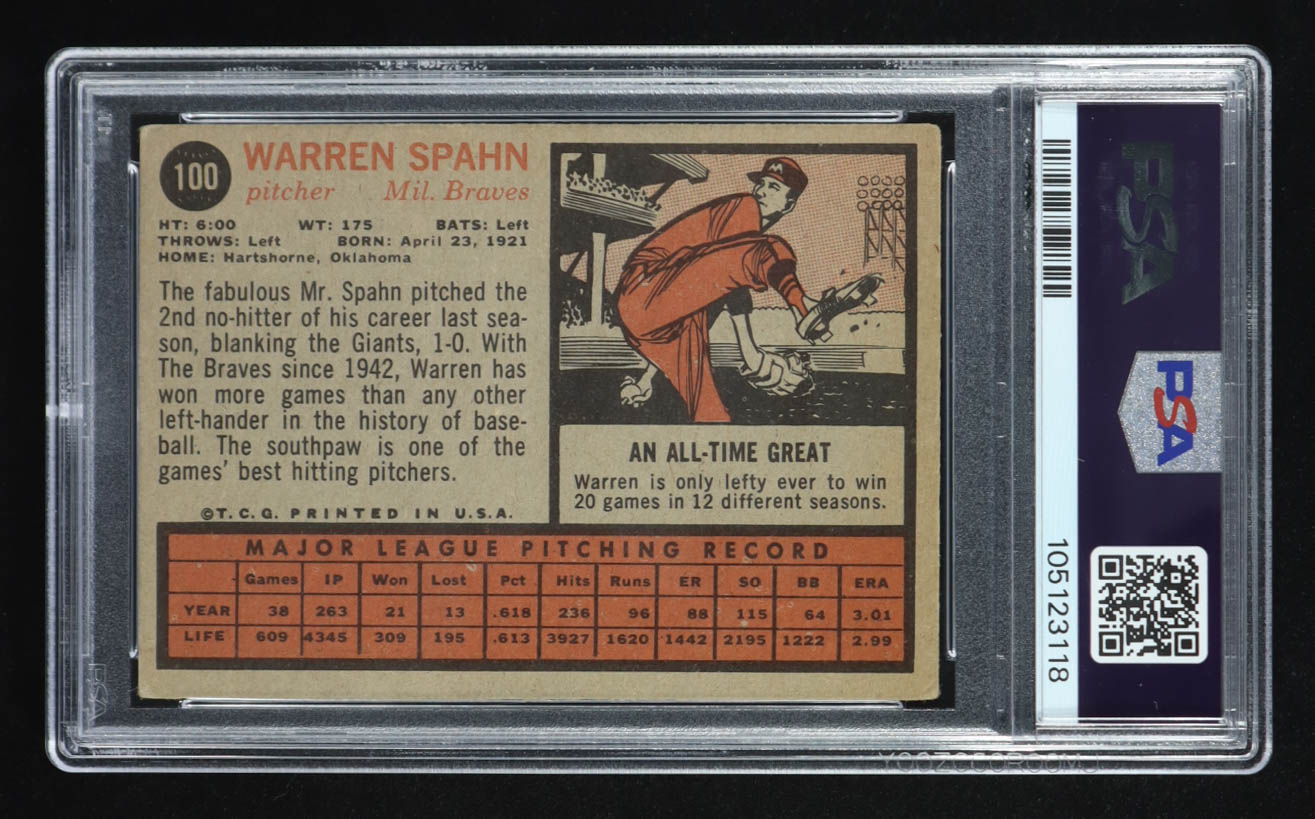 100
WARREN SPAHN
pitcher Mil. Braves
HT: 6:00 WT: 175 BATS: Left
THROWS: Left BORN: April 23, 1921
HOME: Hartshorne, Oklahoma
The fabulous Mr. Spahn pitched the
2nd no-hitter of his career last sea-
son, blanking the Giants, 1-0. With
The Braves since 1942, Warren has
won more games than any other
left-hander in the history of base-
ball. The southpaw is one of the
games' best hitting pitchers.
©T. C. G. PRINTED IN U.S.A.
M
AN ALL-TIME GREAT
Warren is only lefty ever to win
20 games in 12 different seasons.
MAJOR LEAGUE PITCHING RECORD
Games IP Won Lost Pct Hits Runs ER SO BB ERA
YEAR 38 263 21 13 .618 236 96 88 115 64 3.01
LIFE 609 4345 309 195 .613 3927 1620 1442 2195 1222 2.99
PSA
PSA
105123118
PSA